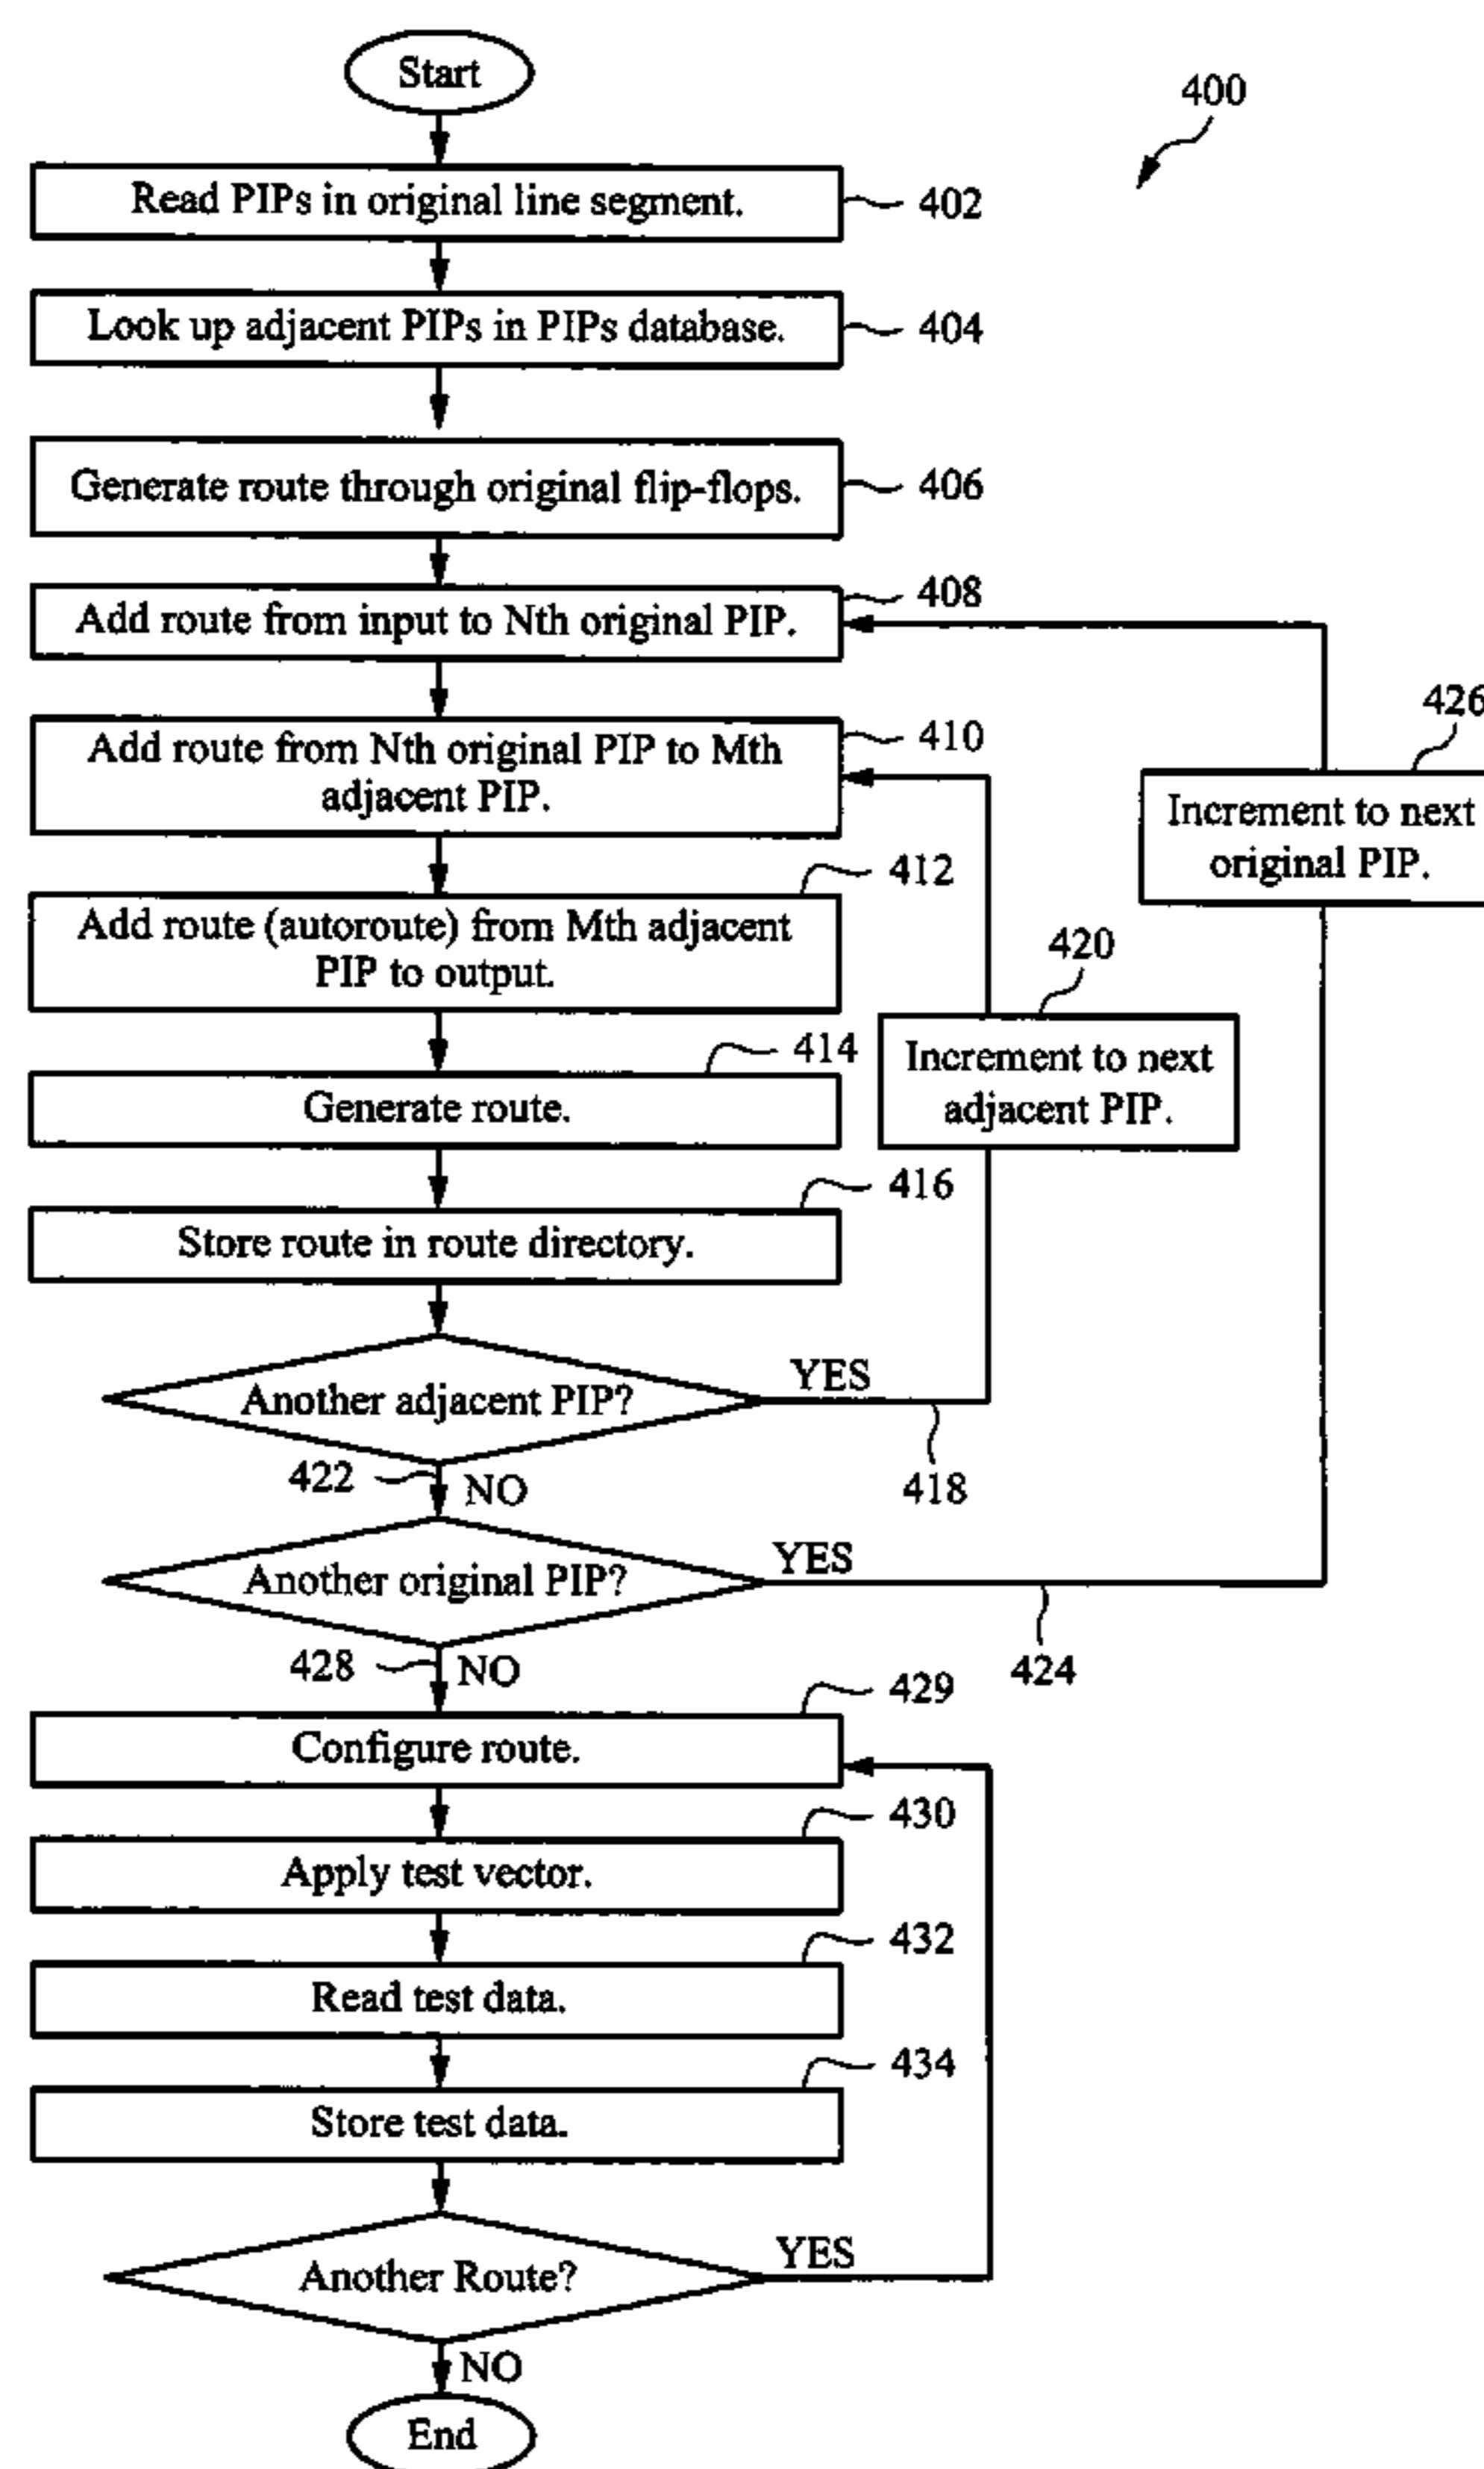 Start
400
Read PIPs in original line segment.
402
Look up adjacent PIPs in PIPs database.
404
Generate route through original flip-flops.
406
408
Add route from input to Nth original PIP.
426
Add route from Nth original PIP to Mth
adjacent PIP.
410
Increment to next
original PIP.
412
Add route (autoroute) from Mth adjacent
PIP to output.
420
414
Increment to next
adjacent PIP.
Generate route.
416
Store route in route directory.
Another adjacent PIP?
YES
418
422
NO
Another original PIP?
YES
424
428
NO
429
Configure route.
430
Apply test vector.
432
Read test data.
434
Store test data.
Another Route?
YES
NO
End